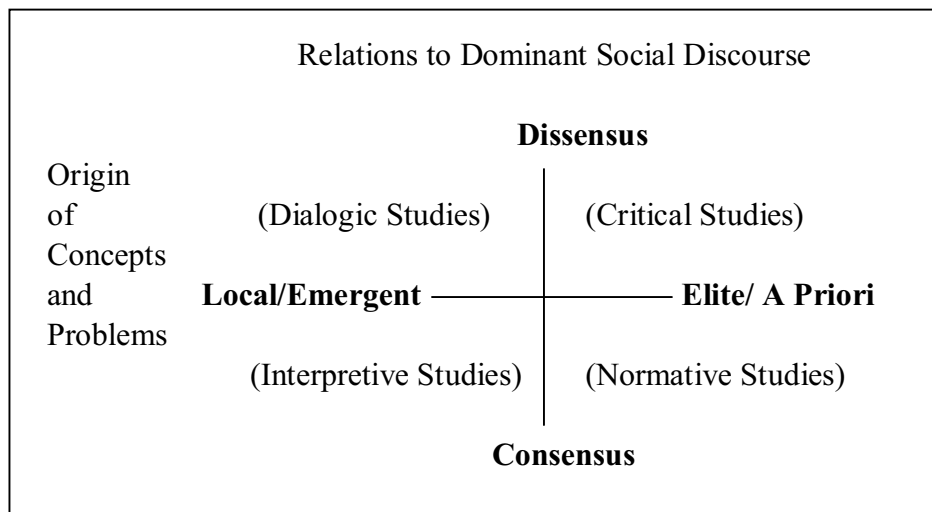 Relations to Dominant Social Discourse
Dissensus
Origin
of
Concepts
and
Problems
(Dialogic Studies) (Critical Studies)
Local/Emergent Elite/ A Priori
(Interpretive Studies) (Normative Studies)
Consensus